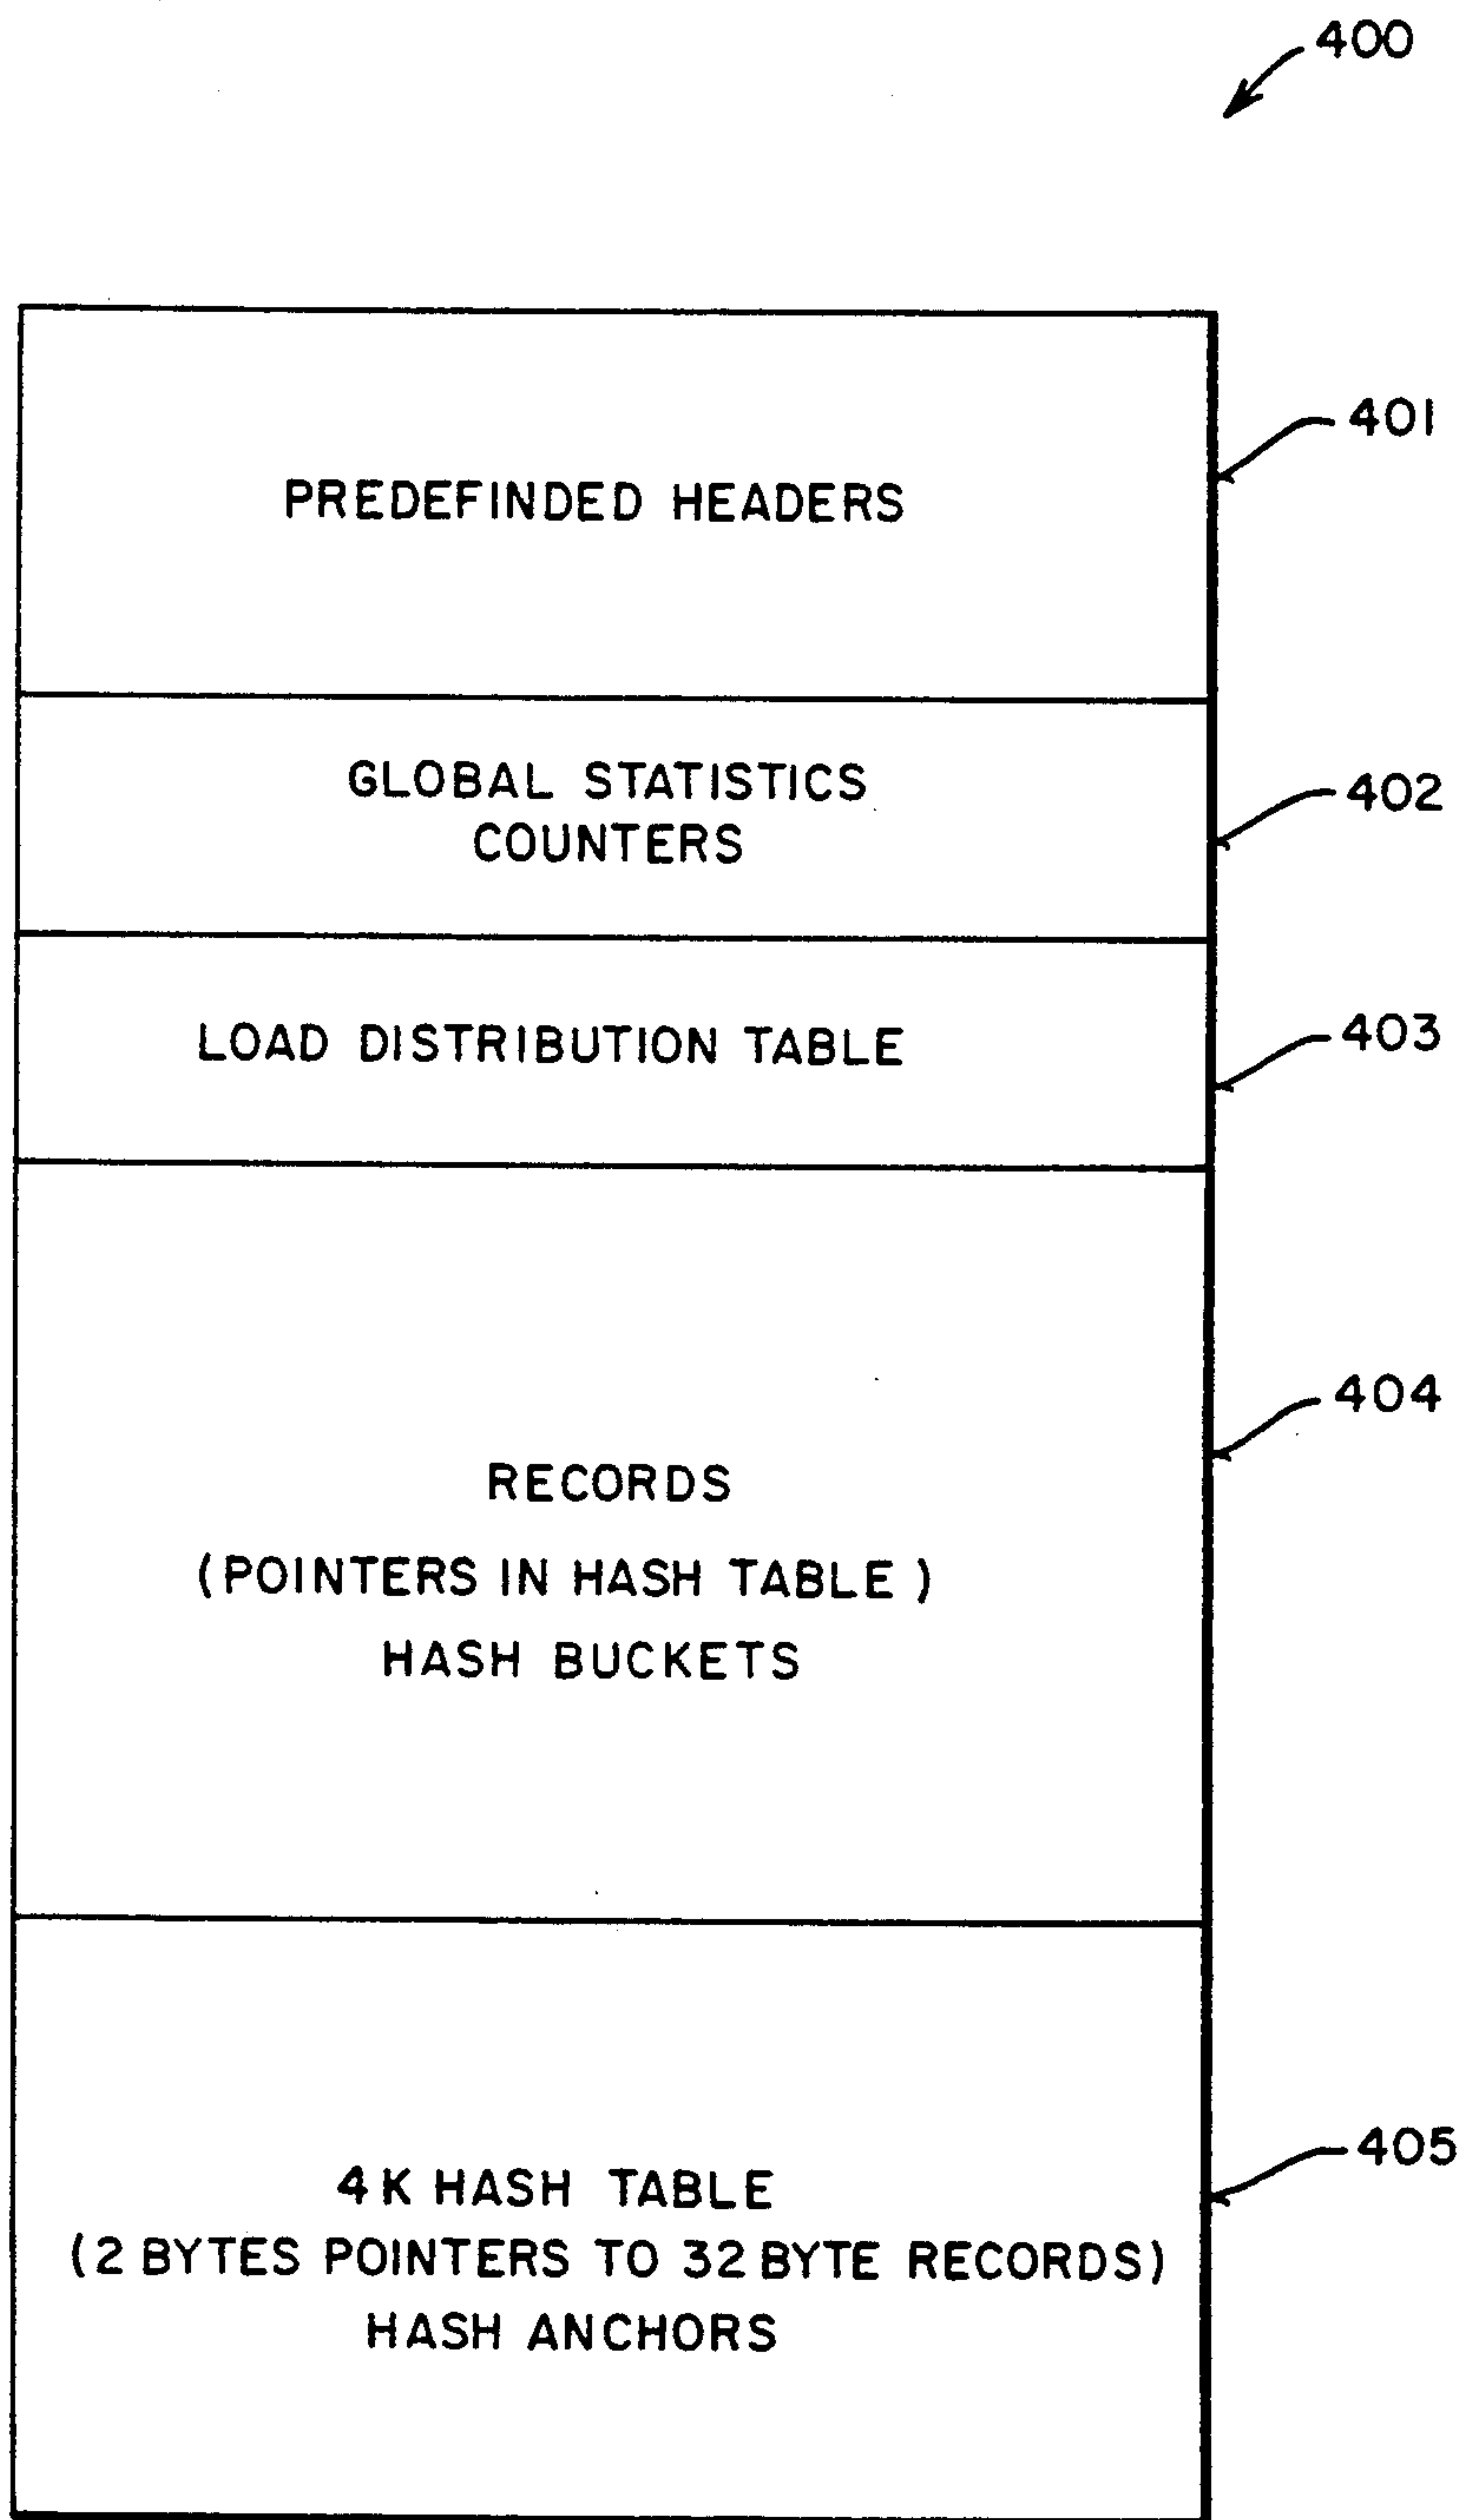 400
401
PREDEFINDED HEADERS
GLOBAL STATISTICS
COUNTERS
402
LOAD DISTRIBUTION TABLE
403
404
RECORDS
(POINTERS IN HASH TABLE)
HASH BUCKETS
405
4K HASH TABLE
(2 BYTES POINTERS TO 32 BYTE RECORDS)
HASH ANCHORS